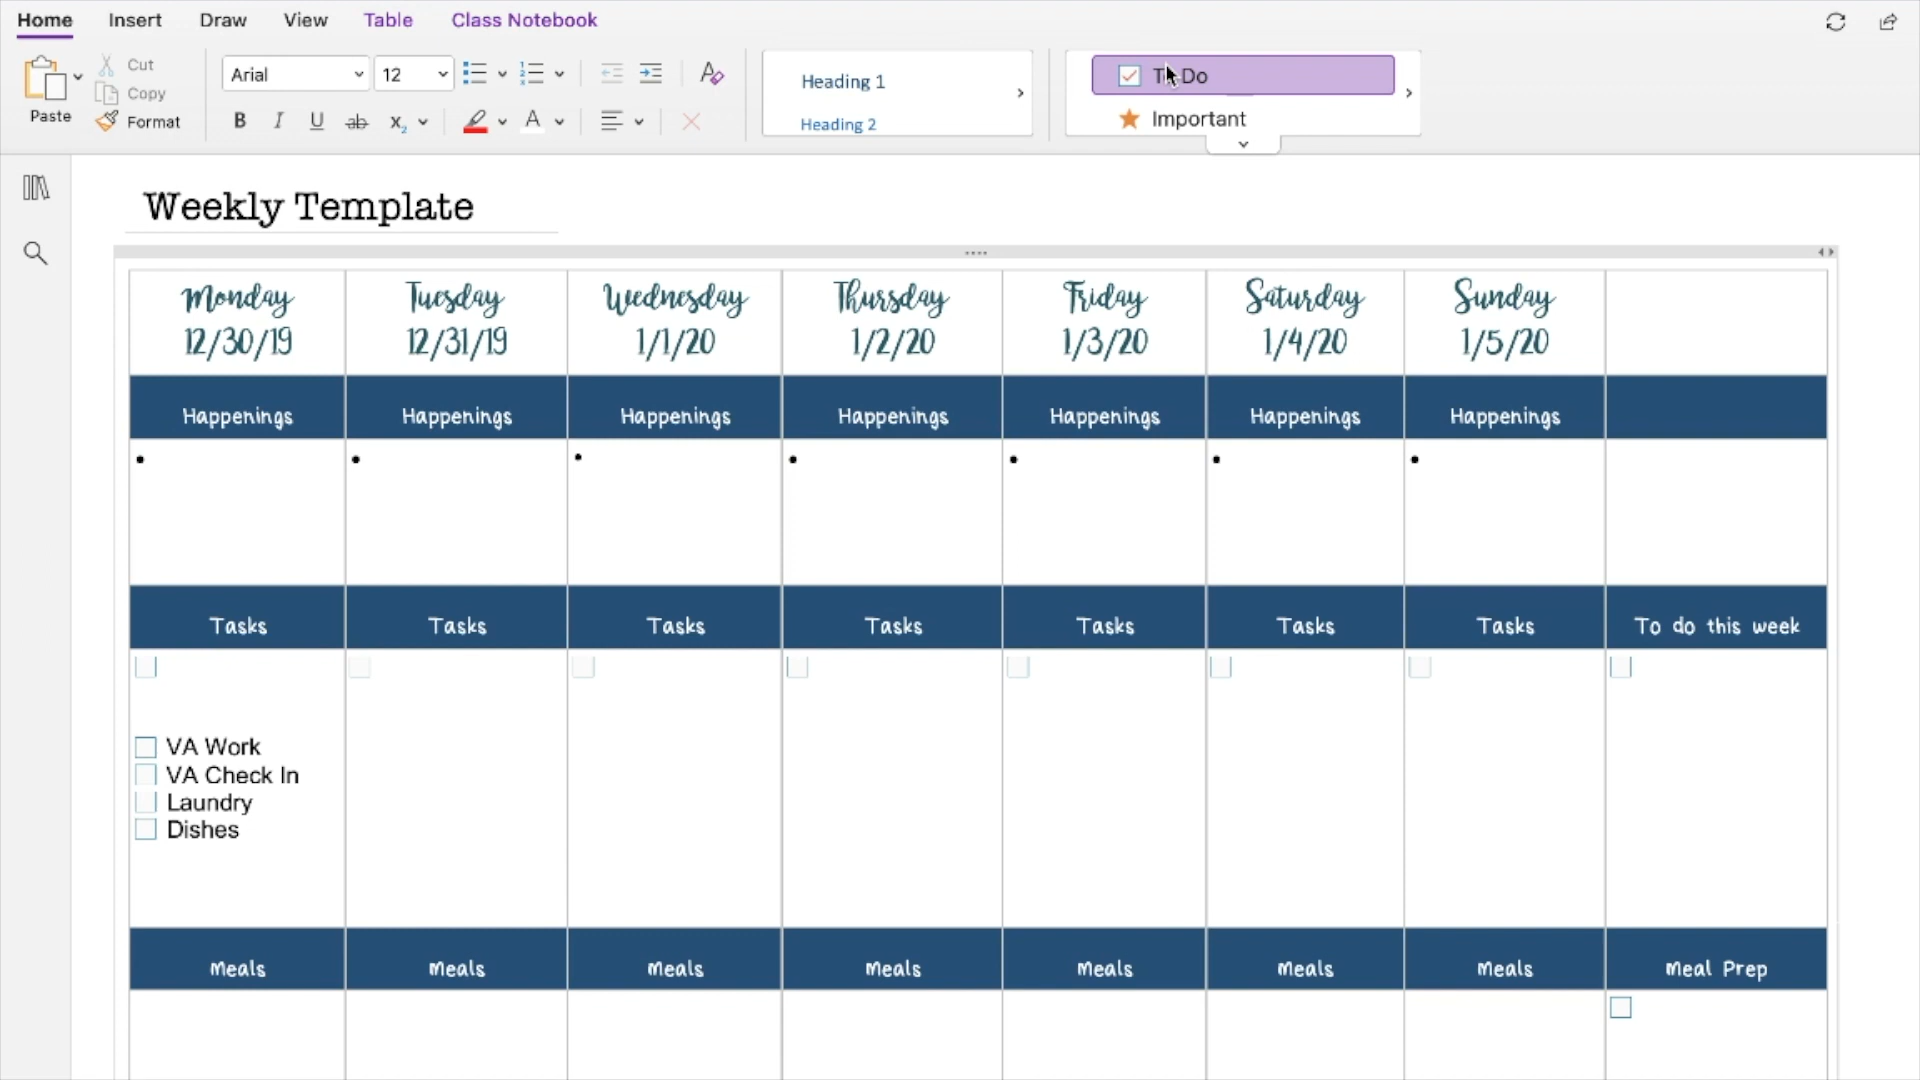 Home Insert Draw View Table Class Notebook
Paste
Cut
Copy
Format
Arial 12
B I U ab X2 A
Heading 1
Heading 2
To Do
Important
Weekly Template
Monday Tuesday Wednesday Thursday Friday Saturday Sunday
12/30/19 12/31/19 1/1/20 1/2/20 1/3/20 1/4/20 1/5/20
Happenings Happenings Happenings Happenings Happenings Happenings Happenings
Tasks Tasks Tasks Tasks Tasks Tasks Tasks To do this week
VA Work
VA Check In
Laundry
Dishes
Meals Meals Meals Meals Meals Meals Meals Meal Prep